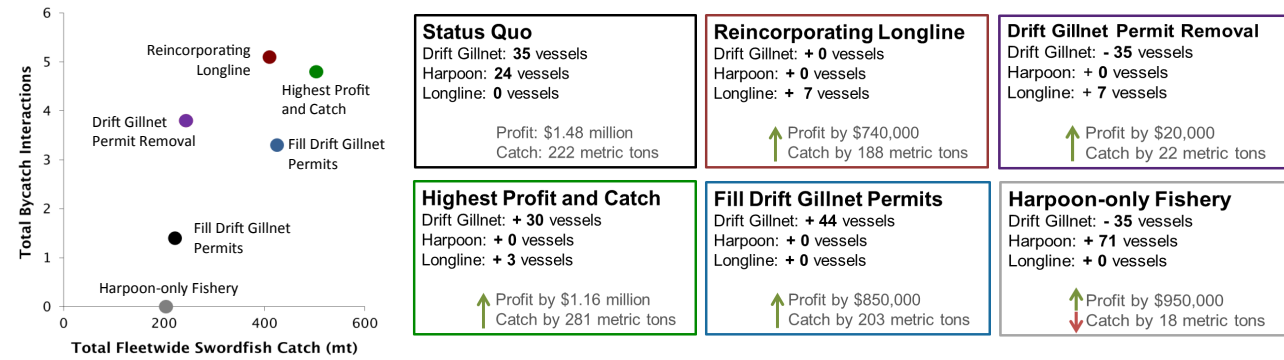 6
5
4
3
2
1
0
0
200
400
600
Total Bycatch Interactions
Total Fleetwide Swordfish Catch (mt)
Reincorporating
Longline
Highest Profit
and Catch
Drift Gillnet
Permit Removal
Fill Drift Gillnet
Permits
Fill Drift Gillnet
Permits
Harpoon-only Fishery
Status Quo
Drift Gillnet: 35 vessels
Harpoon: 24 vessels
Longline: 0 vessels
Profit: $1.48 million
Catch: 222 metric tons
Reincorporating Longline
Drift Gillnet: + 0 vessels
Harpoon: + 0 vessels
Longline: + 7 vessels
Profit by $740,000
Catch by 188 metric tons
Drift Gillnet Permit Removal
Drift Gillnet: - 35 vessels
Harpoon: + 0 vessels
Longline: + 7 vessels
Profit by $20,000
Catch by 22 metric tons
Highest Profit and Catch
Drift Gillnet: + 30 vessels
Harpoon: + 0 vessels
Longline: + 3 vessels
Profit by $1.16 million
Catch by 281 metric tons
Fill Drift Gillnet Permits
Drift Gillnet: + 44 vessels
Harpoon: + 0 vessels
Longline: + 0 vessels
Profit by $850,000
Catch by 203 metric tons
Harpoon-only Fishery
Drift Gillnet: - 35 vessels
Harpoon: + 71 vessels
Longline: + 0 vessels
Profit by $950,000
Catch by 18 metric tons